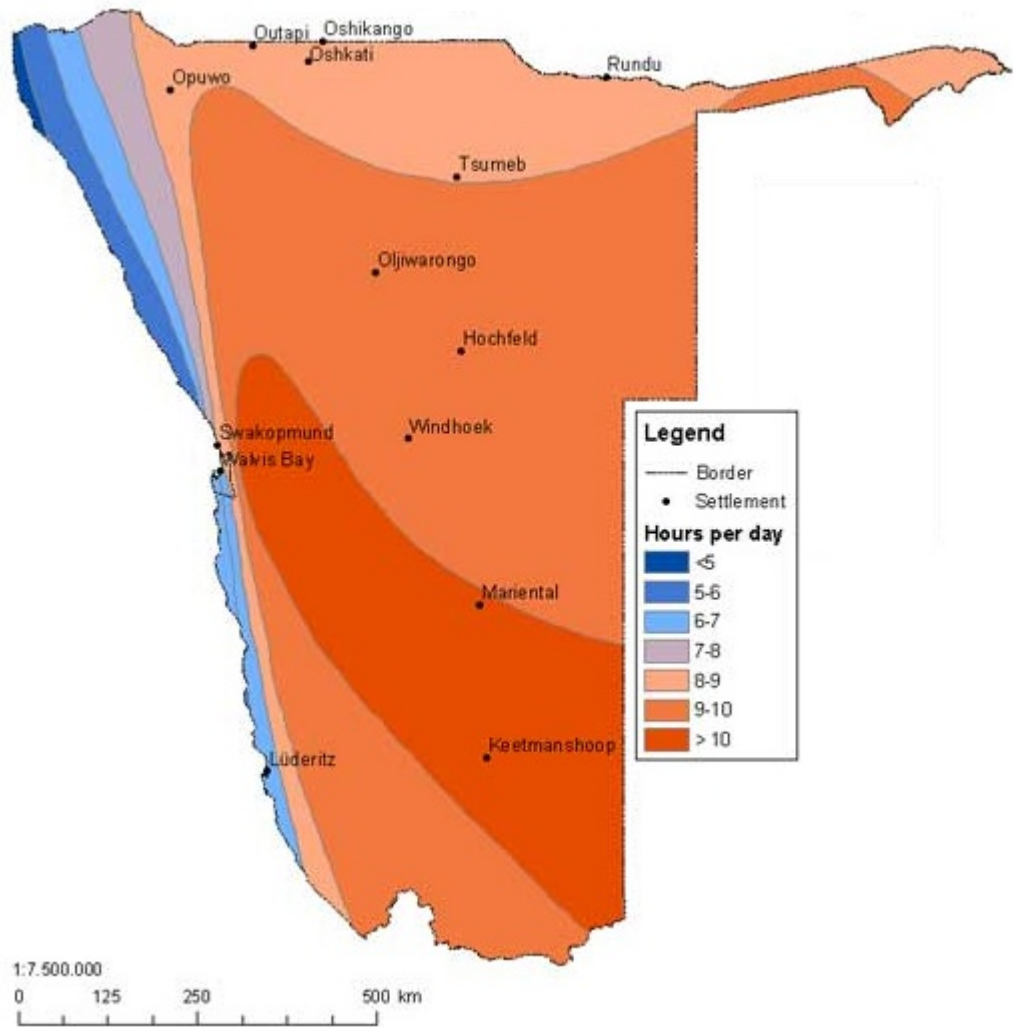 Outapi
Oshikango
Oshkati
Rundu
Opuwo
Tsumeb
Oljiwarongo
Hochfeld
Windhoek
Swakopmund
Walvis Bay
Mariental
Keetmanshoop
Lüderitz
Legend
Border
Settlement
Hours per day
<5
5-6
6-7
7-8
8-9
9-10
> 10
1:7.500.000
0 125 250 500 km